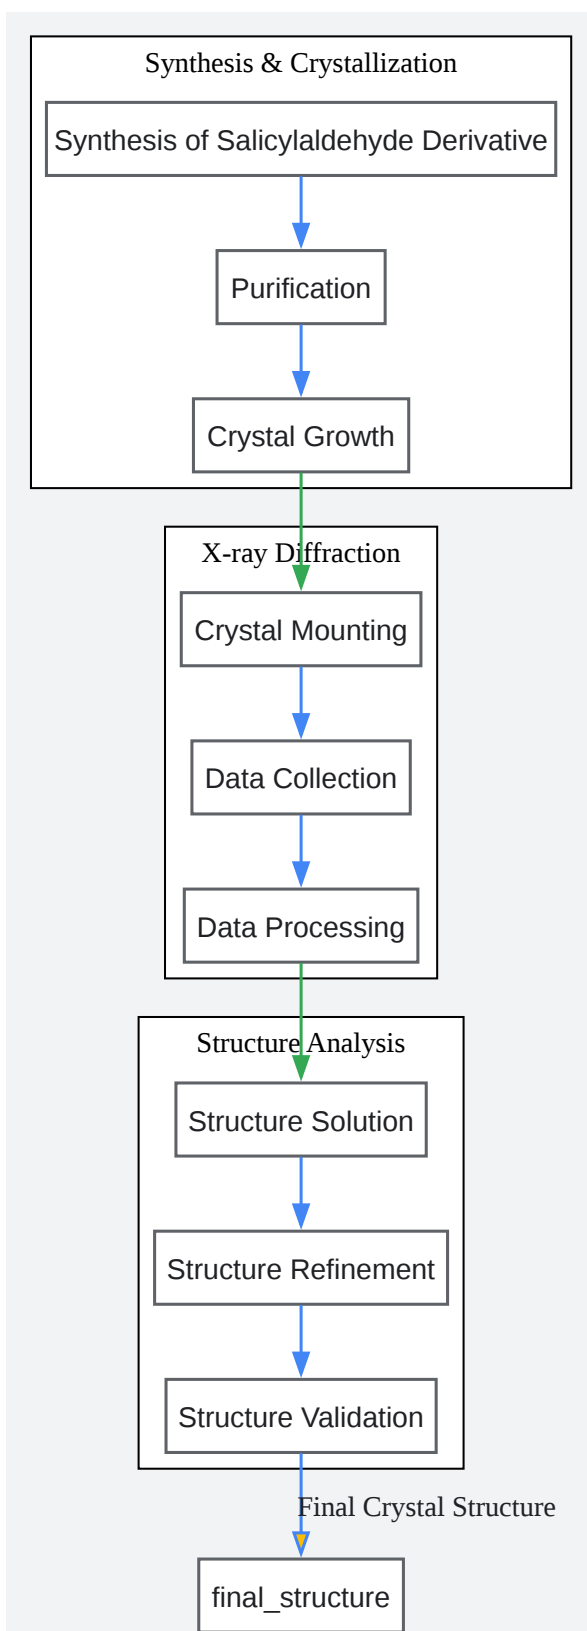 Synthesis & Crystallization
Synthesis of Salicylaldehyde Derivative
Purification
Crystal Growth
X-ray Diffraction
Crystal Mounting
Data Collection
Data Processing
Structure Analysis
Structure Solution
Structure Refinement
Structure Validation
Final Crystal Structure
final_structure